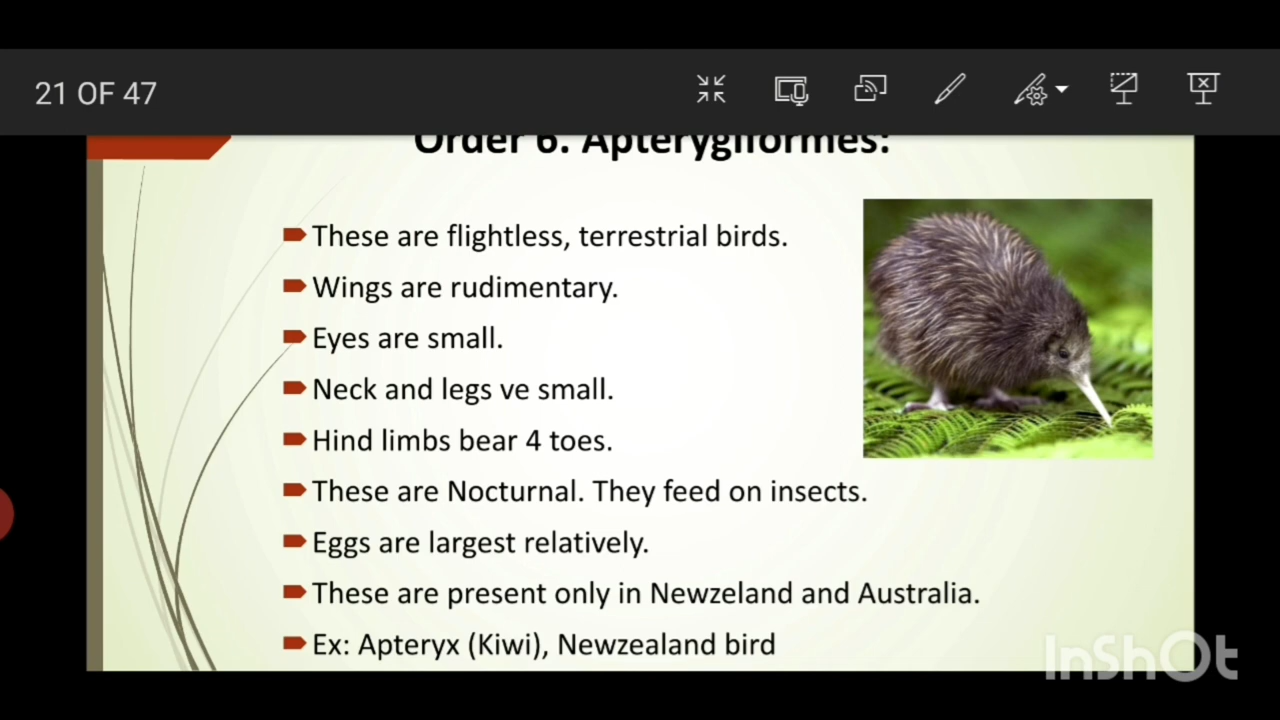 21 OF 47
Order 6. Apterygiformes:
These are flightless, terrestrial birds.
Wings are rudimentary.
Eyes are small.
Neck and legs ve small.
Hind limbs bear 4 toes.
These are Nocturnal. They feed on insects.
Eggs are largest relatively.
These are present only in Newzeland and Australia.
Ex: Apteryx (Kiwi), Newzealand bird
InShOt